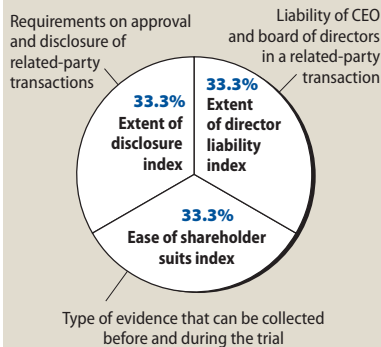 Requirements on approval
and disclosure of
related-party
transactions
Liability of CEO
and board of directors
in a related-party
transaction
33.3%
Extent of
disclosure
index
33.3%
Extent
of director
liability
index
33.3%
Ease of shareholder
suits index
Type of evidence that can be collected
before and during the trial